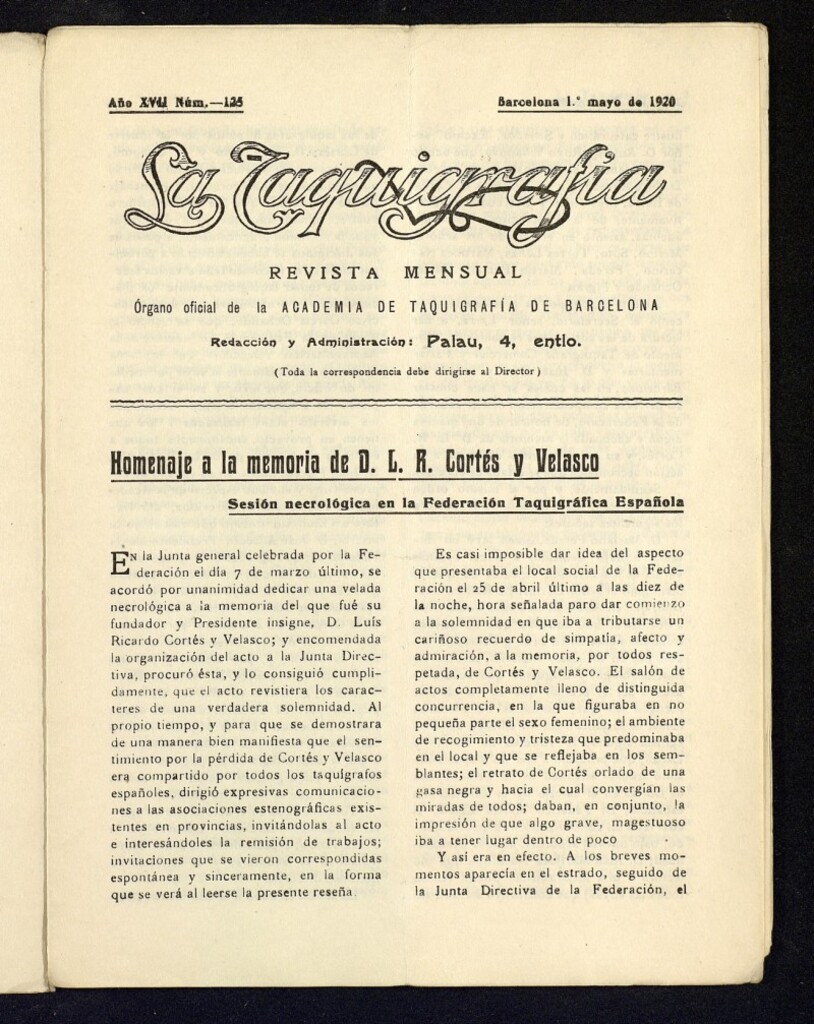 Año XVII Núm.—125
Barcelona 1.° mayo de 1920
La Taquigrafía
REVISTA MENSUAL
Órgano oficial de la ACADEMIA DE TAQUIGRAFÍA DE BARCELONA
Redacción y Administración: Palau, 4, entlo.
(Toda la correspondencia debe dirigirse al Director)
Homenaje a la memoria de D. L. R. Cortés y Velasco
Sesión necrológica en la Federación Taquigráfica Española
EN la Junta general celebrada por la Fe-
deración el día 7 de marzo último, se
acordó por unanimidad dedicar una velada
necrológica a la memoria del que fué su
fundador y Presidente insigne, D. Luís
Ricardo Cortés y Velasco; y encomendada
la organización del acto a la Junta Direc-
tiva, procuró ésta, y lo consiguió cumpli-
damente, que el acto revistiera los carac-
teres de una verdadera solemnidad. Al
propio tiempo, y para que se demostrara
de una manera bien manifiesta que el sen-
timiento por la pérdida de Cortés y Velasco
era compartido por todos los taquígrafos
españoles, dirigió expresivas comunicacio-
nes a las asociaciones estenográficas exis-
tentes en provincias, invitándolas al acto
e interesándoles la remisión de trabajos;
invitaciones que se vieron correspondidas
espontánea y sinceramente, en la forma
que se verá al leerse la presente reseña.
Es casi imposible dar idea del aspecto
que presentaba el local social de la Fede-
ración el 25 de abril último a las diez de
la noche, hora señalada paro dar comienzo
a la solemnidad en que iba a tributarse un
cariñoso recuerdo de simpatía, afecto y
admiración, a la memoria, por todos res-
petada, de Cortés y Velasco. El salón de
actos completamente lleno de distinguida
concurrencia, en la que figuraba en no
pequeña parte el sexo femenino; el ambiente
de recogimiento y tristeza que predominaba
en el local y que se reflejaba en los sem-
blantes; el retrato de Cortés orlado de una
gasa negra y hacia el cual convergían las
miradas de todos; daban, en conjunto, la
impresión de que algo grave, magestuoso
iba a tener lugar dentro de poco
Y así era en efecto. A los breves mo-
mentos aparecía en el estrado, seguido de
la Junta Directiva de la Federación, el